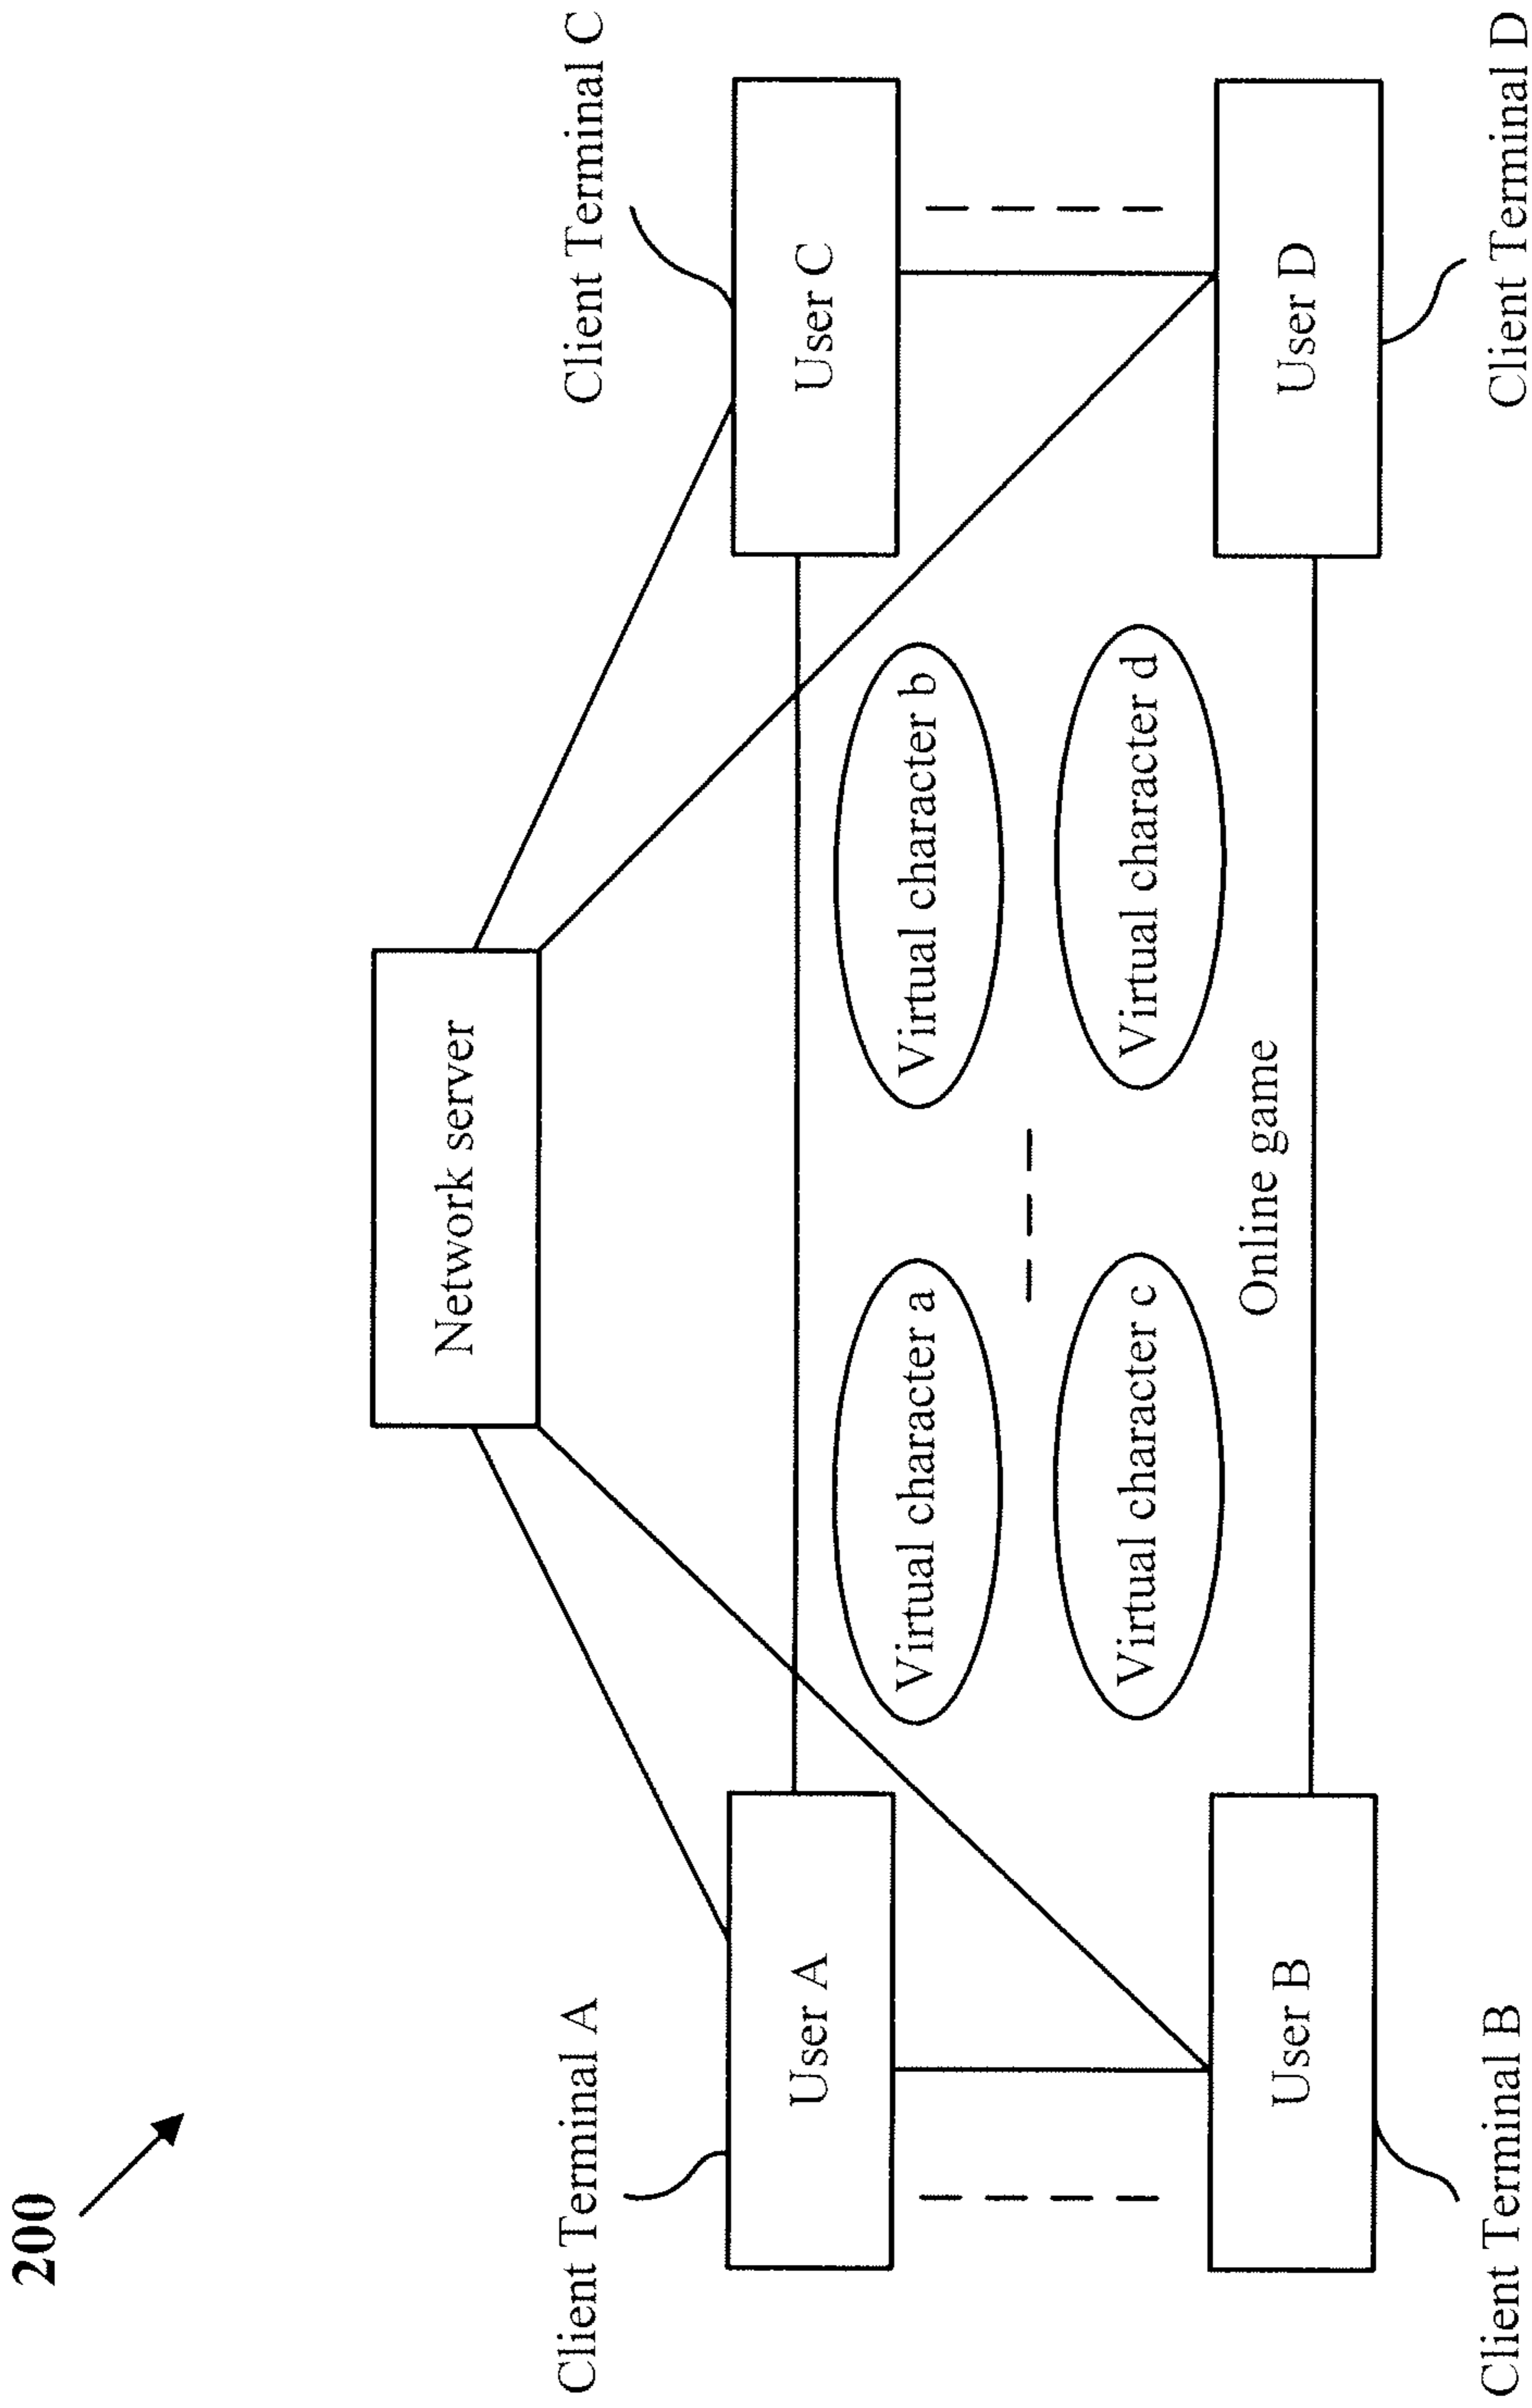 200
Network server
Client Terminal A
Client Terminal C
User A
User C
Virtual character a
Virtual character b
Virtual character c
Virtual character d
Online game
User B
User D
Client Terminal B
Client Terminal D